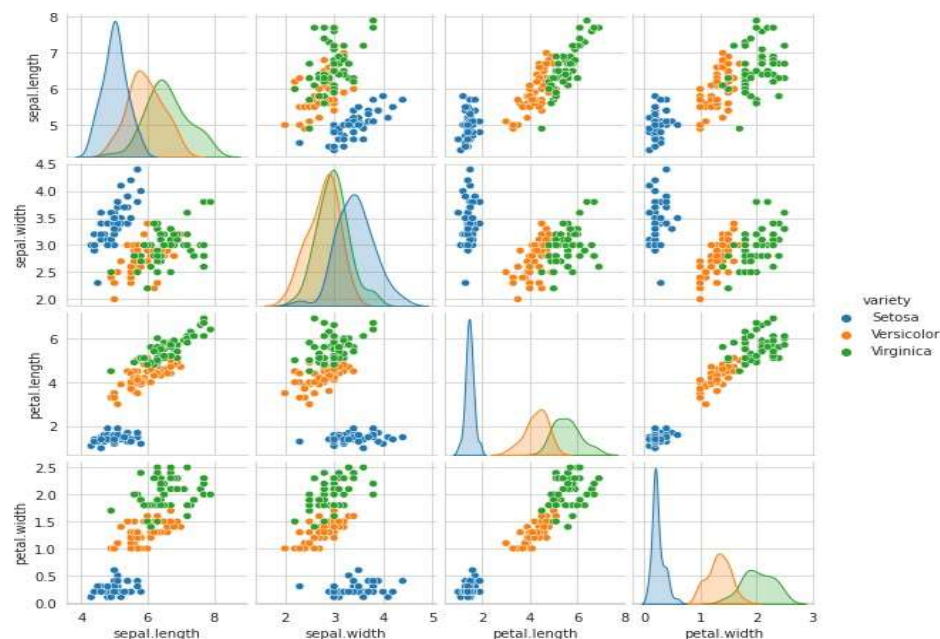 8
7
6
5
sepal.length
4.5
4.0
3.5
3.0
2.5
2.0
sepal.width
variety
Setosa
Versicolor
Virginica
6
4
2
petal.length
2.5
2.0
1.5
1.0
0.5
0.0
petal.width
4 6 8 2 3 4 5 2 4 6 8 0 1 2 3
sepal.length sepal.width petal.length petal.width